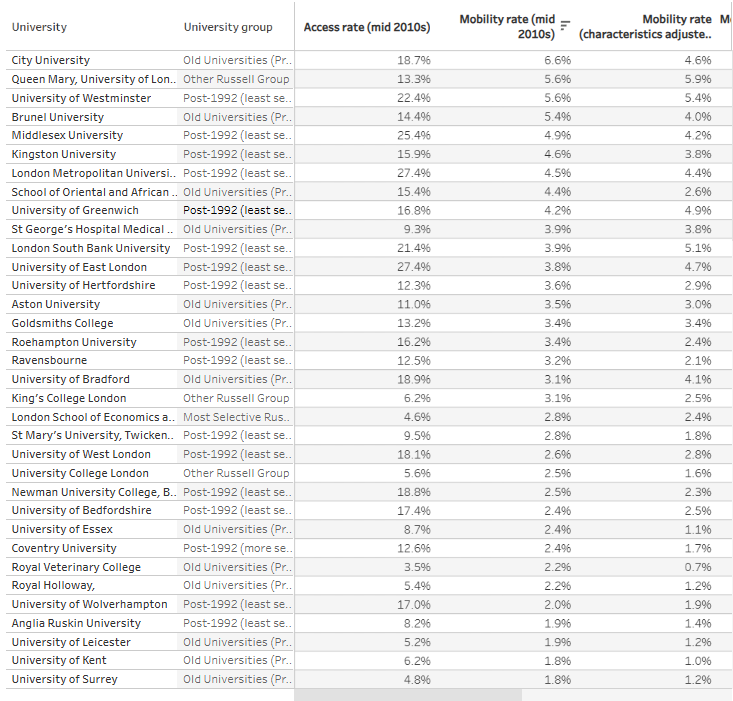 University University group Access rate (mid 2010s) Mobility rate (mid 2010s) Mobility rate (characteristics adjuste.. M
City University Old Universities (Pr.. 18.7% 6.6% 4.6%
Queen Mary, University of Lon.. Other Russell Group 13.3% 5.6% 5.9%
University of Westminster Post-1992 (least se.. 22.4% 5.6% 5.4%
Brunel University Old Universities (Pr.. 14.4% 5.4% 4.0%
Middlesex University Post-1992 (least se.. 25.4% 4.9% 4.2%
Kingston University Post-1992 (least se.. 15.9% 4.6% 3.8%
London Metropolitan Universi.. Post-1992 (least se.. 27.4% 4.5% 4.4%
School of Oriental and African .. Old Universities (Pr.. 15.4% 4.4% 2.6%
University of Greenwich Post-1992 (least se.. 16.8% 4.2% 4.9%
St George's Hospital Medical .. Old Universities (Pr.. 9.3% 3.9% 3.8%
London South Bank University Post-1992 (least se.. 21.4% 3.9% 5.1%
University of East London Post-1992 (least se.. 27.4% 3.8% 4.7%
University of Hertfordshire Post-1992 (least se.. 12.3% 3.6% 2.9%
Aston University Old Universities (Pr.. 11.0% 3.5% 3.0%
Goldsmiths College Old Universities (Pr.. 13.2% 3.4% 3.4%
Roehampton University Post-1992 (least se.. 16.2% 3.4% 2.4%
Ravensbourne Post-1992 (least se.. 12.5% 3.2% 2.1%
University of Bradford Old Universities (Pr.. 18.9% 3.1% 4.1%
King's College London Other Russell Group 6.2% 3.1% 2.5%
London School of Economics a.. Most Selective Rus.. 4.6% 2.8% 2.4%
St Mary's University, Twicken.. Post-1992 (least se.. 9.5% 2.8% 1.8%
University of West London Post-1992 (least se.. 18.1% 2.6% 2.8%
University College London Other Russell Group 5.6% 2.5% 1.6%
Newman University College, B.. Post-1992 (least se.. 18.8% 2.5% 2.3%
University of Bedfordshire Post-1992 (least se.. 17.4% 2.4% 2.5%
University of Essex Old Universities (Pr.. 8.7% 2.4% 1.1%
Coventry University Post-1992 (more se.. 12.6% 2.4% 1.7%
Royal Veterinary College Old Universities (Pr.. 3.5% 2.2% 0.7%
Royal Holloway, Old Universities (Pr.. 5.4% 2.2% 1.2%
University of Wolverhampton Post-1992 (least se.. 17.0% 2.0% 1.9%
Anglia Ruskin University Post-1992 (least se.. 8.2% 1.9% 1.4%
University of Leicester Old Universities (Pr.. 5.2% 1.9% 1.2%
University of Kent Old Universities (Pr.. 6.2% 1.8% 1.0%
University of Surrey Old Universities (Pr.. 4.8% 1.8% 1.2%